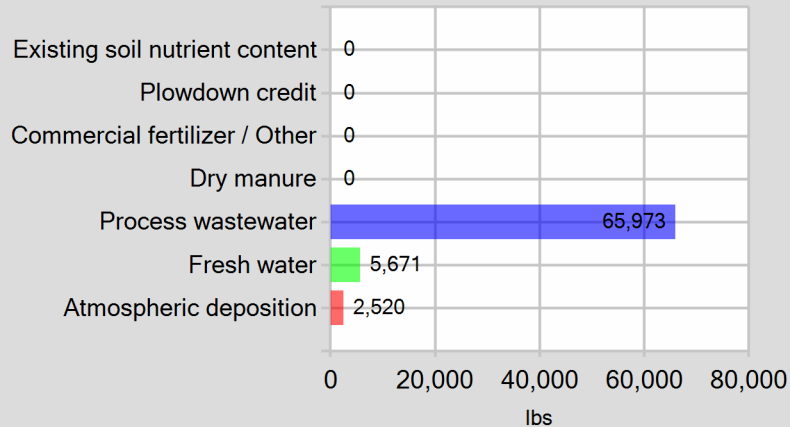 Existing soil nutrient content 0
Plowdown credit 0
Commercial fertilizer / Other 0
Dry manure 0
Process wastewater 65,973
Fresh water 5,671
Atmospheric deposition 2,520
0 20,000 40,000 60,000 80,000
lbs